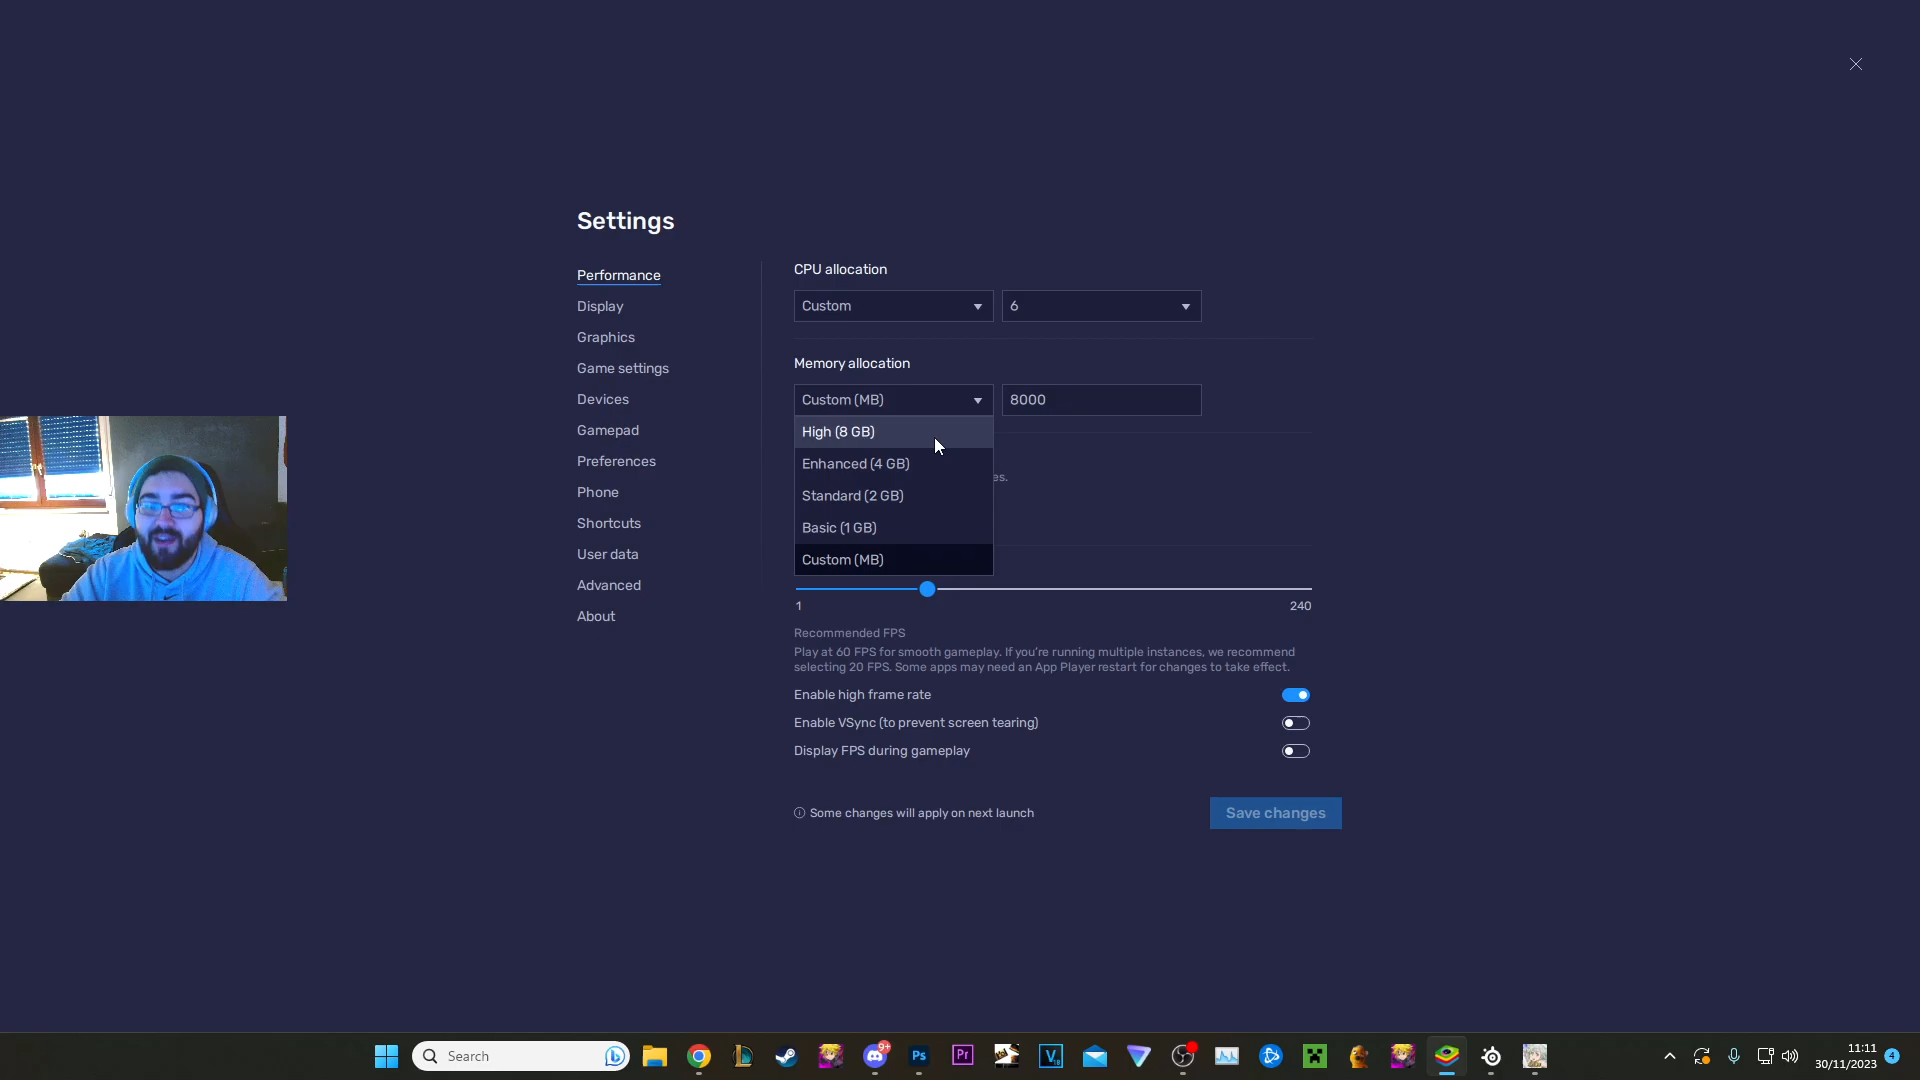 Settings
Performance
Display
Graphics
Game settings
Devices
Gamepad
Preferences
Phone
Shortcuts
User data
Advanced
About
CPU allocation
Custom
6
Memory allocation
Custom (MB)
8000
High (8 GB)
Enhanced (4 GB)
es.
Standard (2 GB)
Basic (1 GB)
Custom (MB)
1
240
Recommended FPS
Play at 60 FPS for smooth gameplay. If you're running multiple instances, we recommend
selecting 20 FPS. Some apps may need an App Player restart for changes to take effect.
Enable high frame rate
Enable VSync (to prevent screen tearing)
Display FPS during gameplay
Some changes will apply on next launch
Save changes
Search
9+
Ps
Pr
11:11
30/11/2023
4